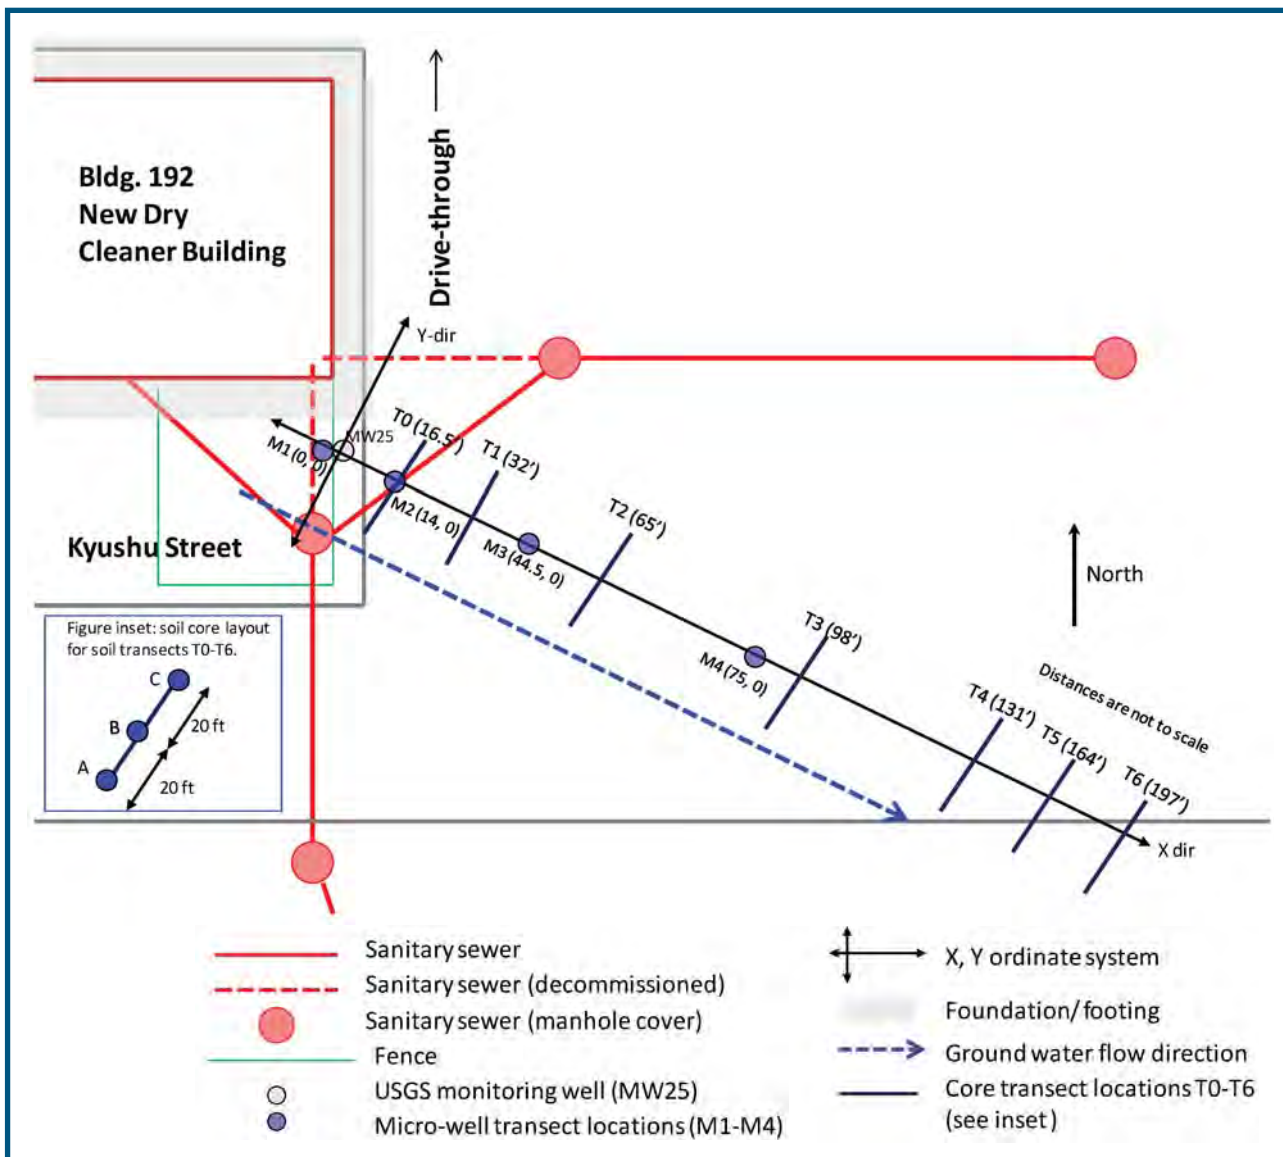 Bldg. 192
New Dry
Cleaner Building
Drive-through
Y-dir
MW25
M1(0, 0)
T0 (16.5')
T1 (32')
M2 (14, 0)
T2 (65')
M3 (44.5, 0)
Kyushu Street
North
T3 (98')
M4 (75, 0)
Figure inset: soil core layout
for soil transects T0-T6.
C
B
20 ft
A
20 ft
Distances are not to scale
T4 (131')
T5 (164')
T6 (197')
X dir
Sanitary sewer
Sanitary sewer (decommissioned)
Sanitary sewer (manhole cover)
Fence
USGS monitoring well (MW25)
Micro-well transect locations (M1-M4)
X, Y ordinate system
Foundation/footing
Ground water flow direction
Core transect locations T0-T6
(see inset)